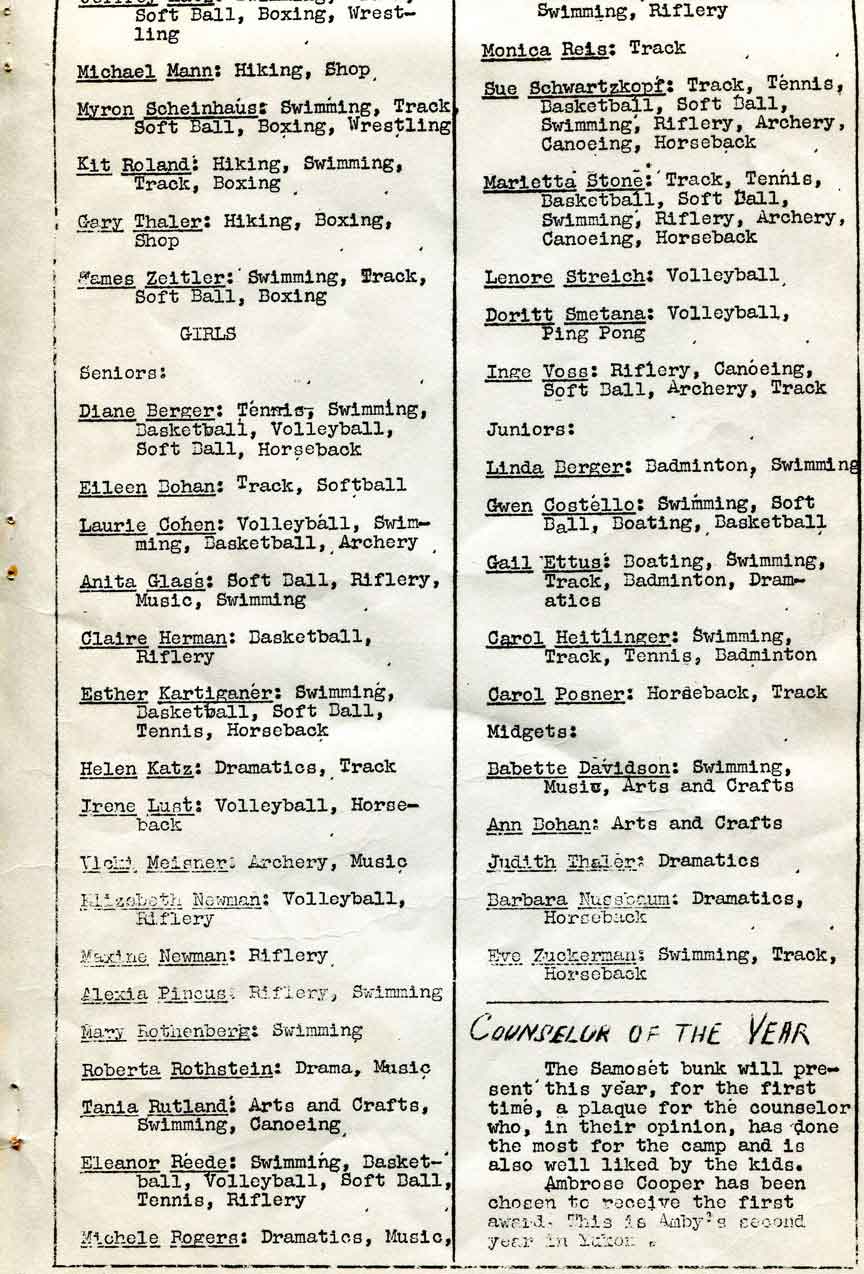 Soft Ball, Boxing, Wrest-
ling
Michael Mann: Hiking, Shop
Myron Scheinhaus: Swimming, Track
Soft Ball, Boxing, Wrestling
Kit Roland: Hiking, Swimming,
Track, Boxing
Gary Thaler: Hiking, Boxing,
Shop
James Zeitler: Swimming, Track,
Soft Ball, Boxing
GIRLS
Seniors:
Diane Berger: Tennis, Swimming,
Basketball, Volleyball,
Soft Ball, Horseback
Eileen Bohan: Track, Softball
Laurie Cohen: Volleyball, Swim-
ming, Basketball, Archery
Anita Glass: Soft Ball, Riflery,
Music, Swimming
Claire Herman: Basketball,
Riflery
Esther Kartiganer: Swimming,
Basketball, Soft Ball,
Tennis, Horseback
Helen Katz: Dramatics, Track
Irene Lust: Volleyball, Horse-
back
Vicki Meisner: Archery, Music
Elizabeth Newman: Volleyball,
Riflery
Maxine Newman: Riflery
Alexia Pincus: Riflery, Swimming
Mary Rothenberg: Swimming
Roberta Rothstein: Drama, Music
Tania Rutland: Arts and Crafts,
Swimming, Canoeing
Eleanor Reede: Swimming, Basket-
ball, Volleyball, Soft Ball,
Tennis, Riflery
Michele Rogers: Dramatics, Music,
Swimming, Riflery
Monica Reis: Track
Sue Schwartzkopf: Track, Tennis,
Basketball, Soft Ball,
Swimming, Riflery, Archery,
Canoeing, Horseback
Marietta Stone: Track, Tennis,
Basketball, Soft Ball,
Swimming, Riflery, Archery,
Canoeing, Horseback
Lenore Streich: Volleyball
Doritt Smetana: Volleyball,
Ping Pong
Inge Voss: Riflery, Canoeing,
Soft Ball, Archery, Track
Juniors:
Linda Berger: Badminton, Swimming
Gwen Costello: Swimming, Soft
Ball, Boating, Basketball
Gail Ettus: Boating, Swimming,
Track, Badminton, Dram-
atics
Carol Heitlinger: Swimming,
Track, Tennis, Badminton
Carol Posner: Horseback, Track
Midgets:
Babette Davidson: Swimming,
Music, Arts and Crafts
Ann Bohan: Arts and Crafts
Judith Thaler: Dramatics
Barbara Nussbaum: Dramatics,
Horseback
Eve Zuckerman: Swimming, Track,
Horseback
COUNSELOR OF THE YEAR
The Samoset bunk will pre-
sent this year, for the first
time, a plaque for the counselor
who, in their opinion, has done
the most for the camp and is
also well liked by the kids.
Ambrose Cooper has been
chosen to receive the first
award. This is Amby's second
year in Yukon.